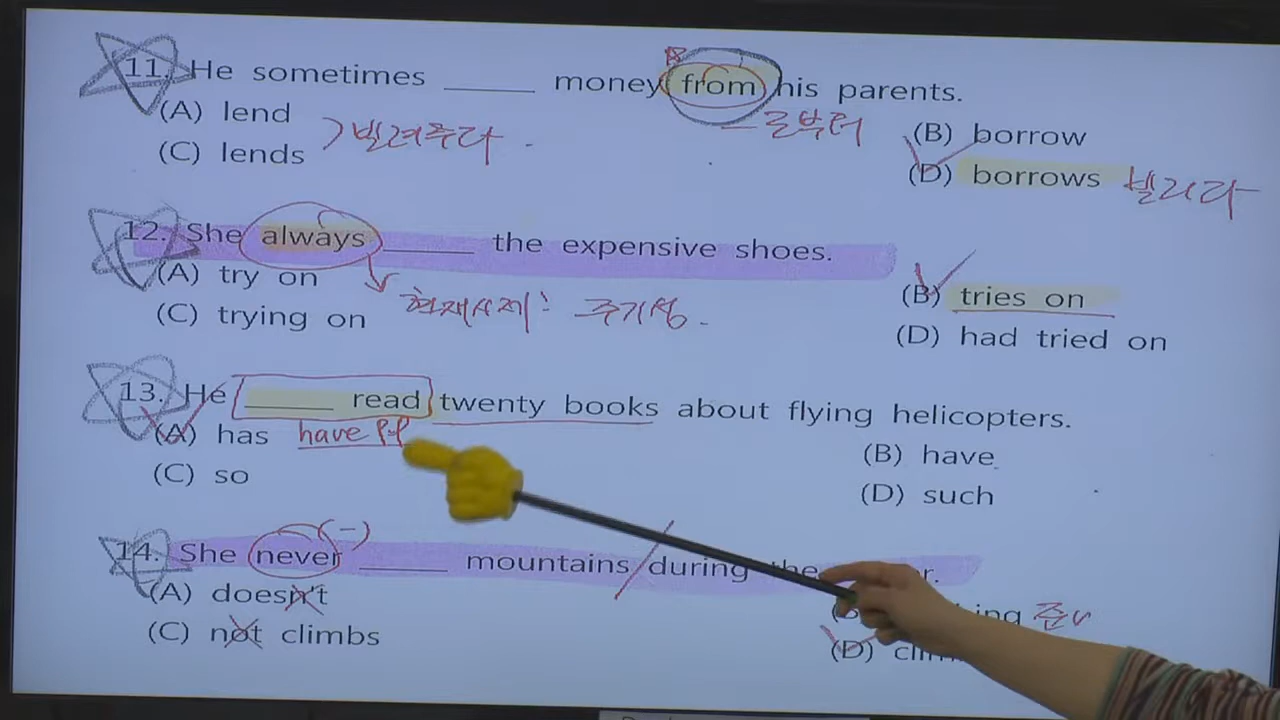 11. He sometimes ______ money from his parents.
~로부터
(A) lend
(B) borrow
빌려주다
(C) lends
(D) borrows 빌리다
12. She always ______ the expensive shoes.
(A) try on
(B) tries on
현재시제: 주기성.
(C) trying on
(D) had tried on
13. He ______ read twenty books about flying helicopters.
(A) has have p.p
(B) have
(C) so
(D) such
(-)
14. She never ______ mountains / during the
(A) doesn't
(C) not climbs
(D)